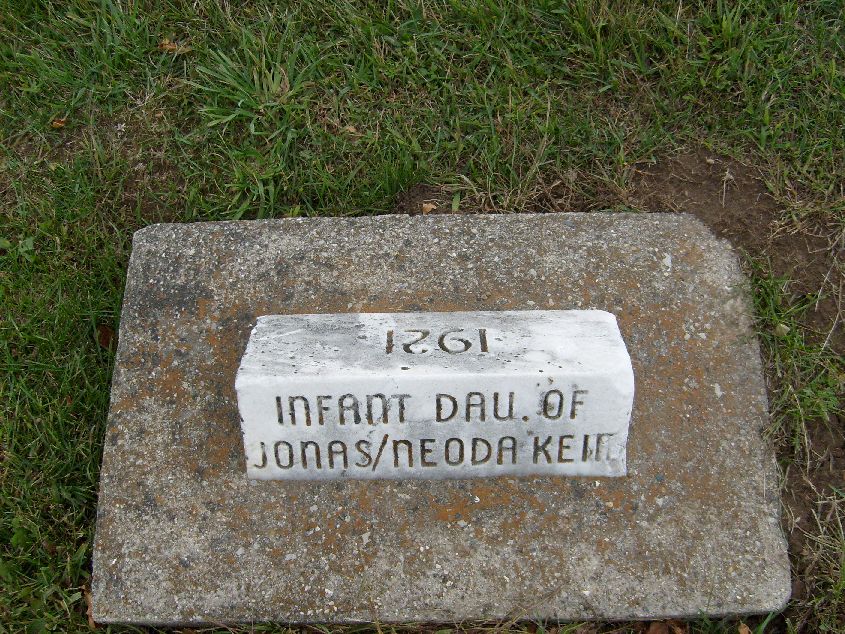 1921
INFANT DAU. OF
JONAS/NEODA